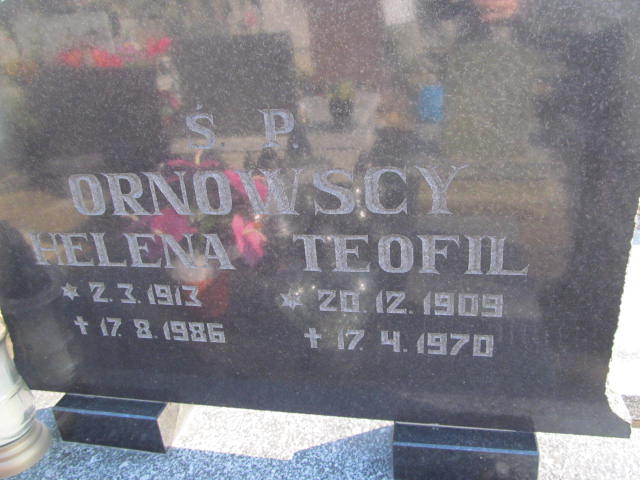 Ś. P.
ORNOWSCY
HELENA TEOFIL
* 2.3.1913 * 20.12.1909
† 17.8.1986 † 17.4.1970